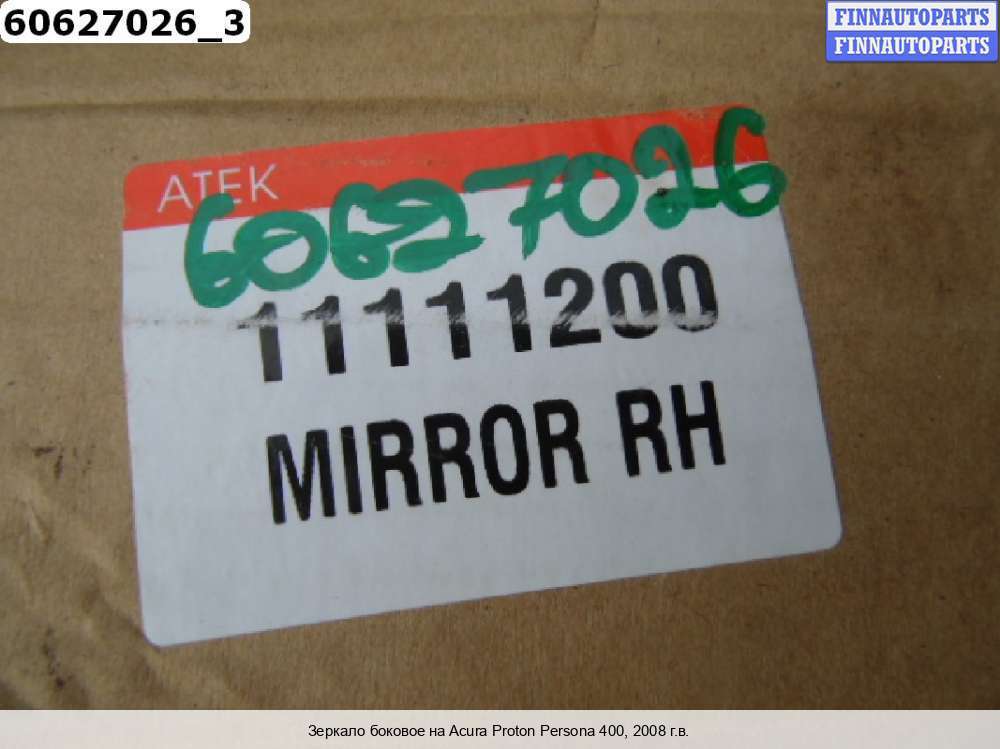 60627026_3
FINNAUTOPARTS
FINNAUTOPARTS
ATEK
60627026
11111200
MIRROR RH
Зеркало боковое на Acura Proton Persona 400, 2008 г.в.